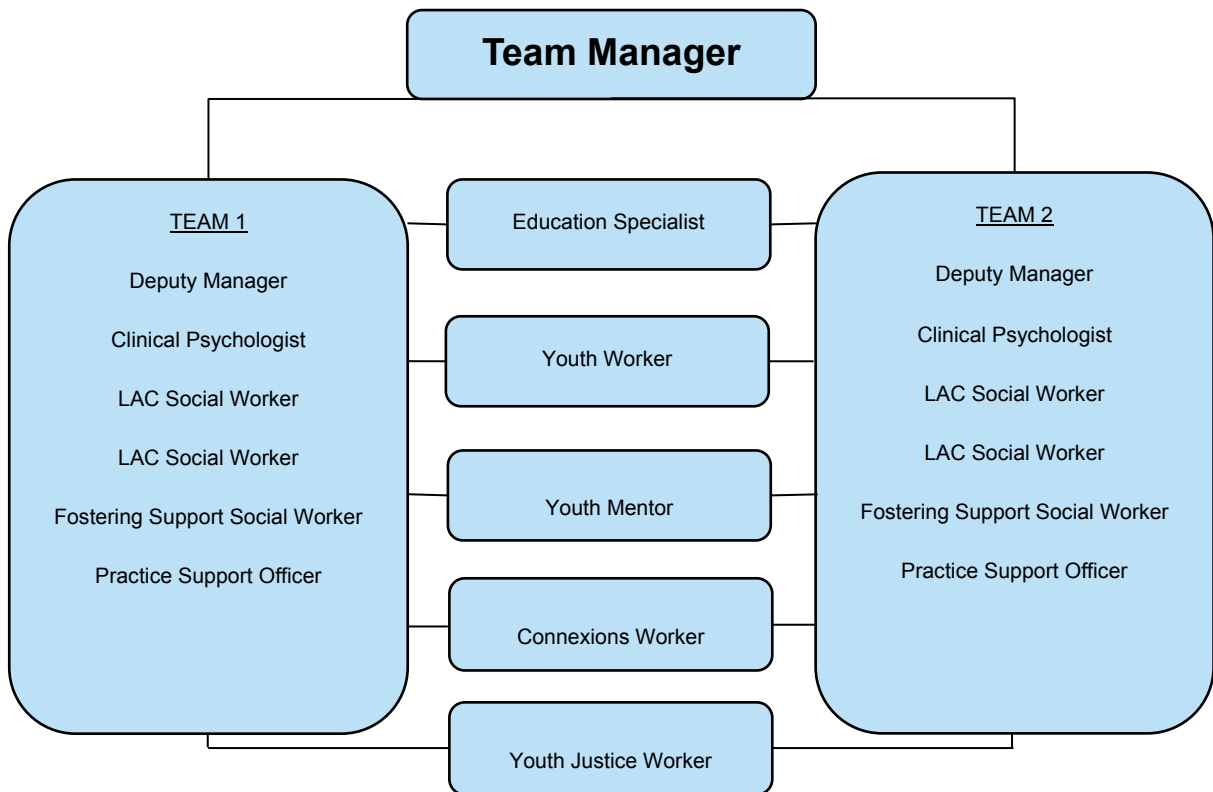 Team Manager
TEAM 1
Deputy Manager
Clinical Psychologist
LAC Social Worker
LAC Social Worker
Fostering Support Social Worker
Practice Support Officer
Education Specialist
Youth Worker
Youth Mentor
Connexions Worker
Youth Justice Worker
TEAM 2
Deputy Manager
Clinical Psychologist
LAC Social Worker
LAC Social Worker
Fostering Support Social Worker
Practice Support Officer